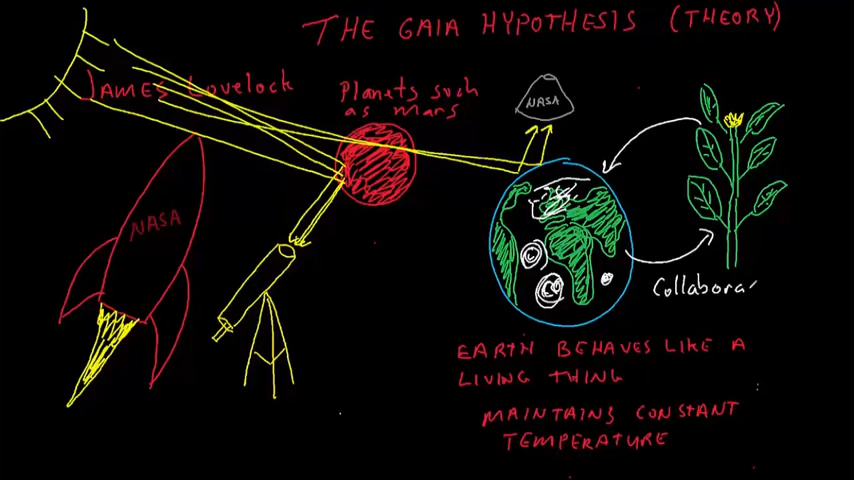 THE GAIA HYPOTHESIS (THEORY)
JAMES Lovelock
Planets such
as mars
NASA
NASA
Collabora
EARTH BEHAVES LIKE A
LIVING THING
MAINTAINS CONSTANT
TEMPERATURE